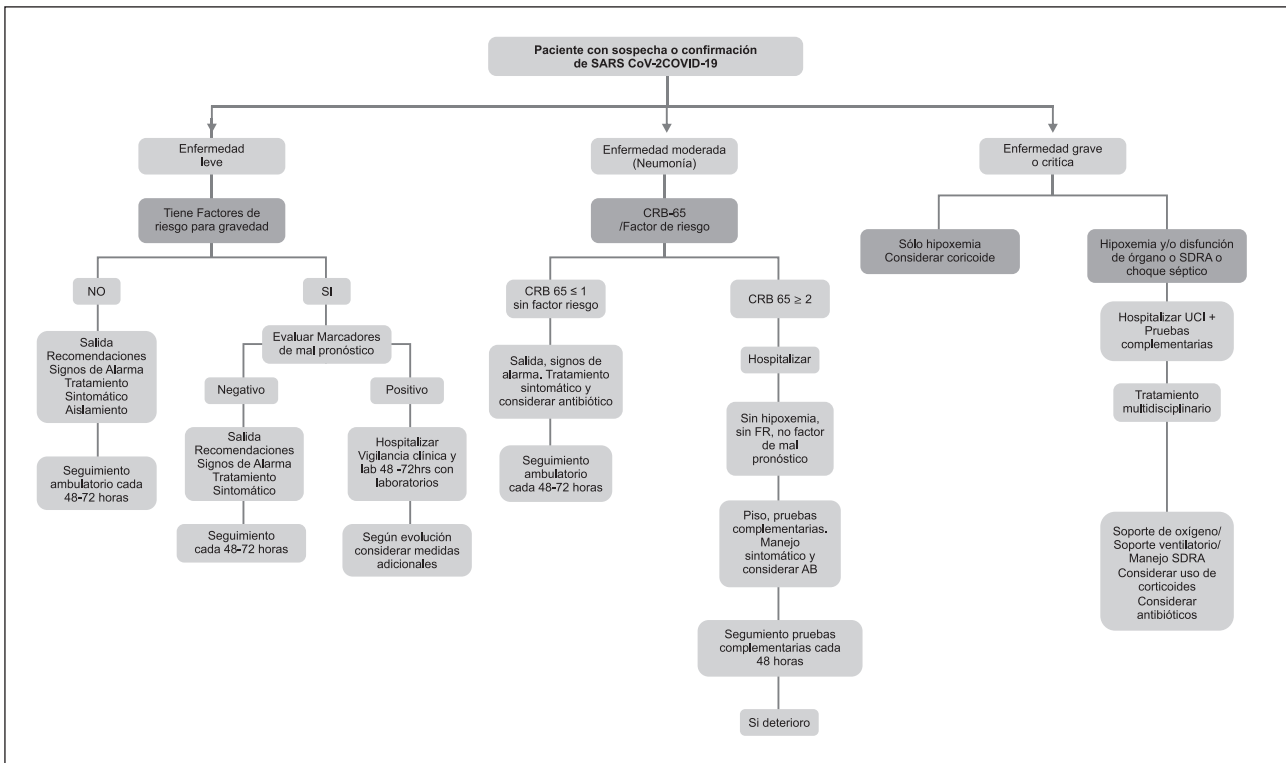 Paciente con sospecha o confirmación
de SARS CoV-2COVID-19
Enfermedad
leve
Tiene Factores de
riesgo para gravedad
NO
Salida
Recomendaciones
Signos de Alarma
Tratamiento
Sintomático
Aislamiento
Seguimiento
ambulatorio cada
48-72 horas
SI
Evaluar Marcadores
de mal pronóstico
Negativo
Salida
Recomendaciones
Signos de Alarma
Tratamiento
Sintomático
Seguimiento
cada 48-72 horas
Positivo
Hospitalizar
Vigilancia clínica y
lab 48 -72hrs con
laboratorios
Según evolución
considerar medidas
adicionales
Enfermedad moderada
(Neumonía)
CRB-65
/Factor de riesgo
CRB 65 ≤ 1
sin factor riesgo
Salida, signos de
alarma. Tratamiento
sintomático y
considerar antibiótico
Seguimiento
ambulatorio
cada 48-72 horas
CRB 65 ≥ 2
Hospitalizar
Sin hipoxemia,
sin FR, no factor
de mal
pronóstico
Piso, pruebas
complementarias.
Manejo
sintomático y
considerar AB
Segumiento pruebas
complementarias cada
48 horas
Si deterioro
Enfermedad grave
o critica
Sólo hipoxemia
Considerar coricoide
Hipoxemia y/o disfunción
de órgano o SDRA o
choque séptico
Hospitalizar UCI +
Pruebas
complementarias
Tratamiento
multidisciplinario
Soporte de oxígeno/
Soporte ventilatorio/
Manejo SDRA
Considerar uso de
corticoides
Considerar
antibióticos